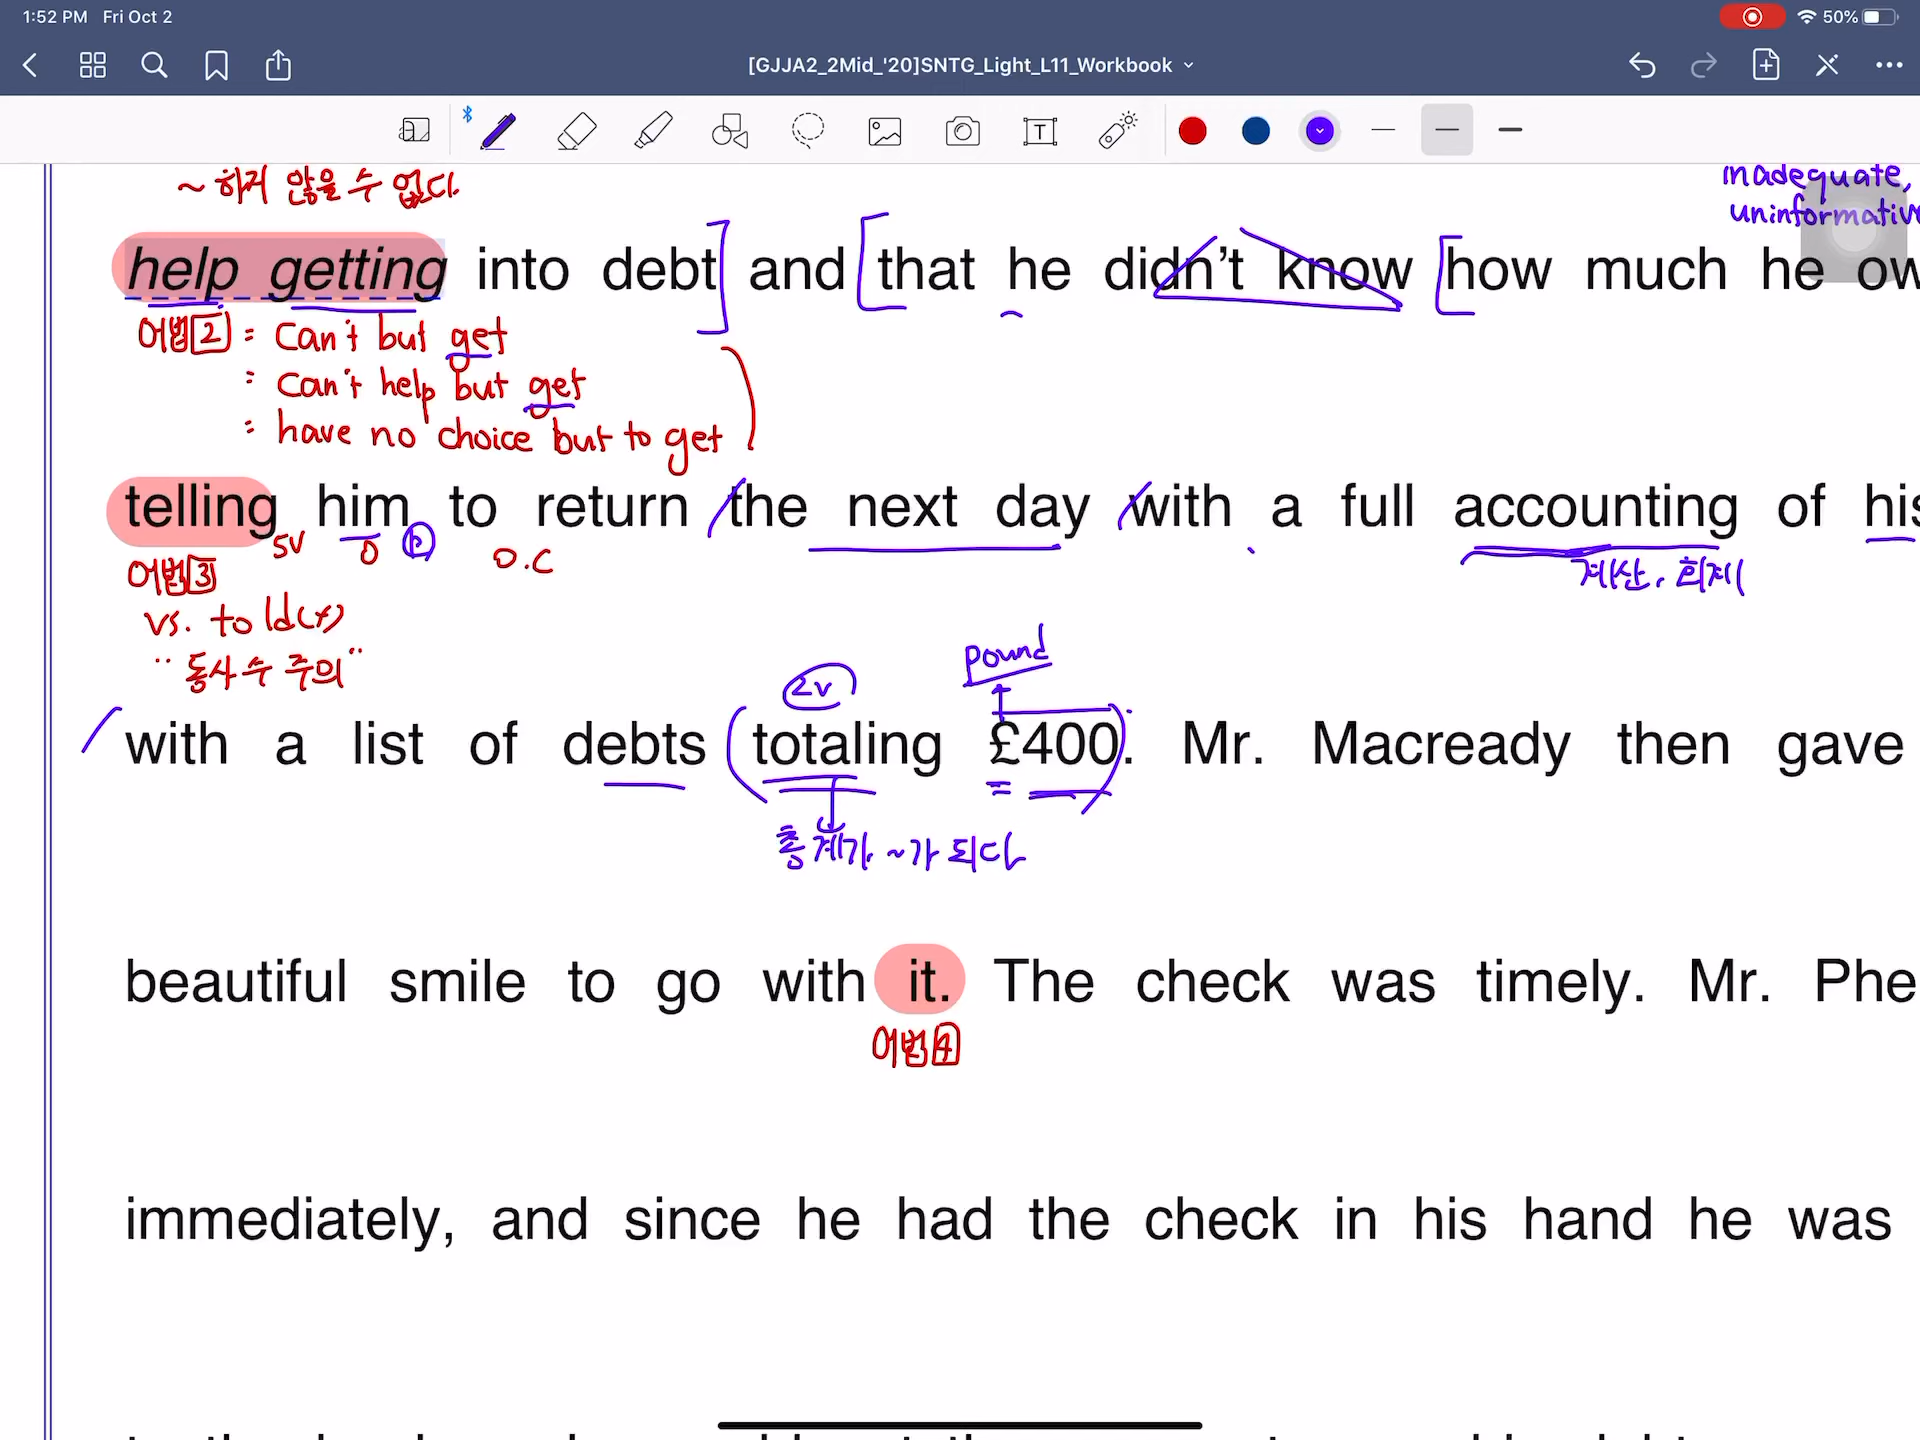 1:52 PM Fri Oct 2
50%
[GJJA2_2Mid_'20]SNTG_Light_L11_Workbook
~하지 않을 수 없다.
inadequate,
uninformative
help getting into debt and that he didn't know how much he ow
어법2 = can't but get
= can't help but get
= have no choice but to get
telling him to return the next day with a full accounting of his
5V O O.C
계산, 회계
어법3
vs. told(x)
"동사 수 주의"
pound
2v
with a list of debts (totaling £400). Mr. Macready then gave
총계가 ~가 되다
beautiful smile to go with it. The check was timely. Mr. Phe
어법4
immediately, and since he had the check in his hand he was